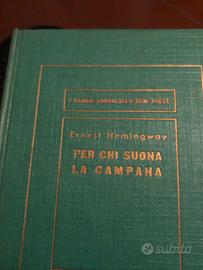 I GRANDI NARRATORI D'OGNI PAESE
Ernest Hemingway
PER CHI SUONA
LA CAMPANA
subito